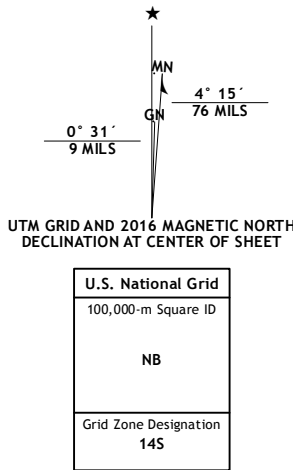 MN
GN
4° 15´
76 MILS
0° 31´
9 MILS
UTM GRID AND 2016 MAGNETIC NORTH
DECLINATION AT CENTER OF SHEET
U.S. National Grid
100,000-m Square ID
NB
Grid Zone Designation
14S